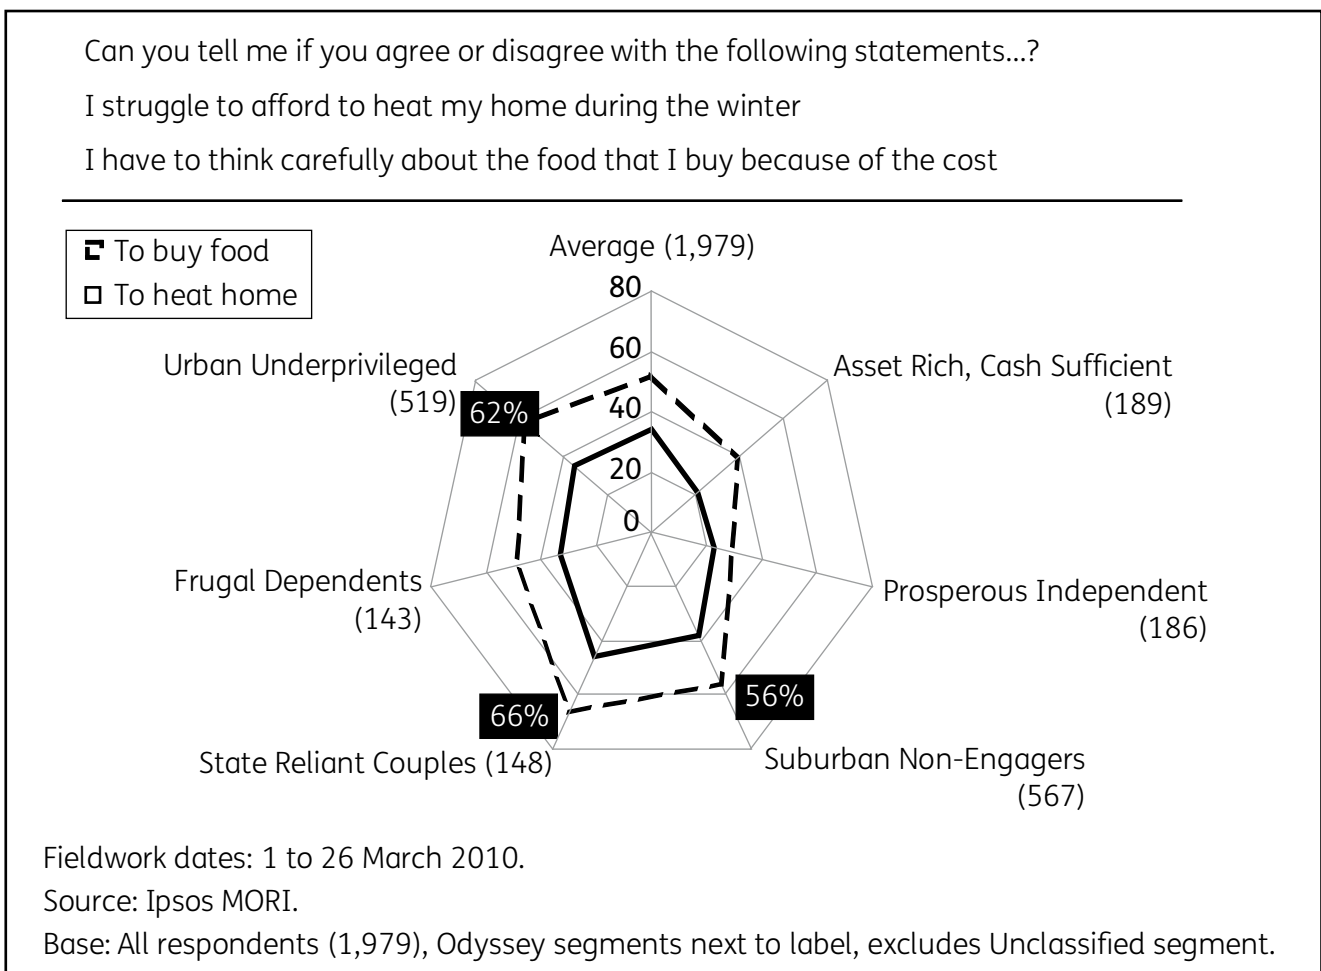 Can you tell me if you agree or disagree with the following statements...?
I struggle to afford to heat my home during the winter
I have to think carefully about the food that I buy because of the cost
To buy food
To heat home
Average (1,979)
80
60
40
20
0
Asset Rich, Cash Sufficient
(189)
Prosperous Independent
(186)
56%
Suburban Non-Engagers
(567)
66%
State Reliant Couples (148)
Frugal Dependents
(143)
Urban Underprivileged
(519)
62%
Fieldwork dates: 1 to 26 March 2010.
Source: Ipsos MORI.
Base: All respondents (1,979), Odyssey segments next to label, excludes Unclassified segment.